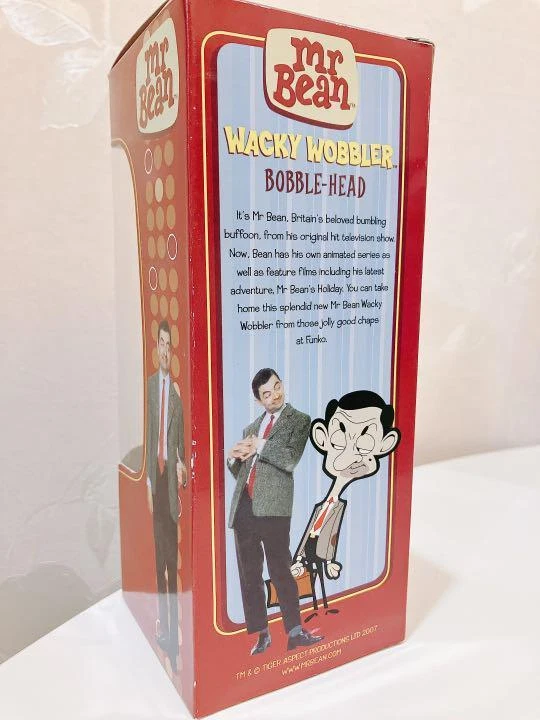 mr
Bean
mr
Bean™
WACKY WOBBLER™
BOBBLE-HEAD
It's Mr Bean, Britain's beloved bumbling
buffoon, from his original hit television show.
Now, Bean has his own animated series as
well as feature films including his latest
adventure, Mr Bean's Holiday. You can take
home this splendid new Mr Bean Wacky
Wobbler from those jolly good chaps
at Funko.
TM & © TIGER ASPECT PRODUCTIONS LTD 2007
WWW.MRBEAN.COM